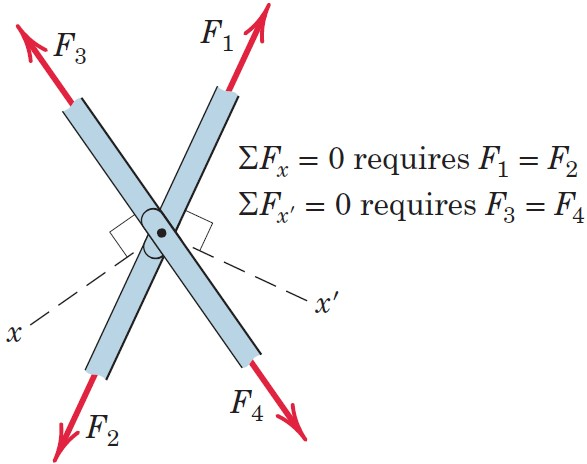 F₃
F₁
ΣFₓ = 0 requires F₁ = F₂
ΣFₓ′ = 0 requires F₃ = F₄
x′
x
F₄
F₂